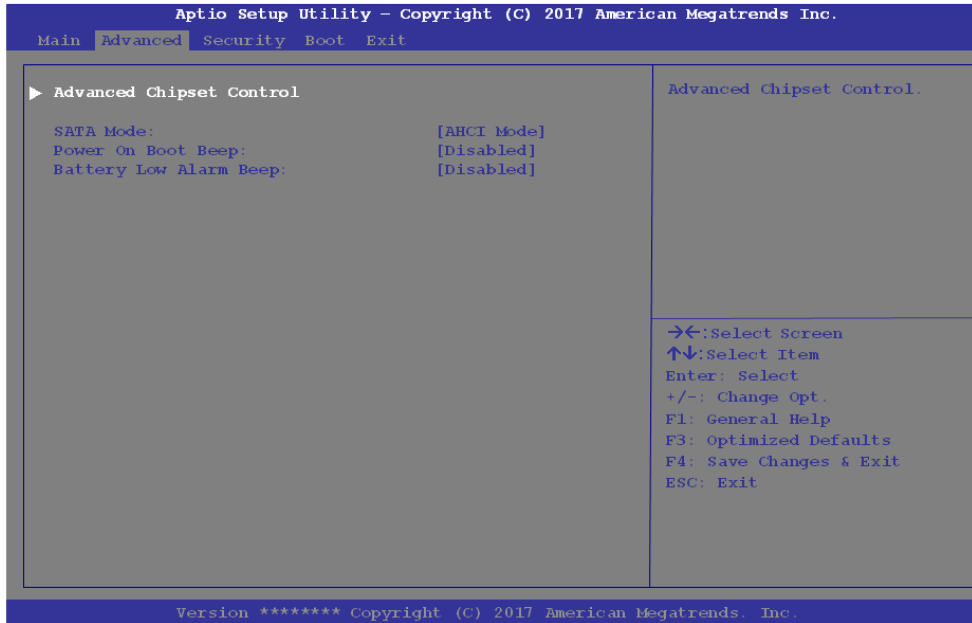 Aptio Setup Utility – Copyright (C) 2017 American Megatrends Inc.
Main Advanced Security Boot Exit
▶ Advanced Chipset Control
SATA Mode: [AHCI Mode]
Power On Boot Beep: [Disabled]
Battery Low Alarm Beep: [Disabled]
Advanced Chipset Control.
→←:Select Screen
↑↓:Select Item
Enter: Select
+/-: Change Opt.
F1: General Help
F3: Optimized Defaults
F4: Save Changes & Exit
ESC: Exit
Version ******** Copyright (C) 2017 American Megatrends. Inc.